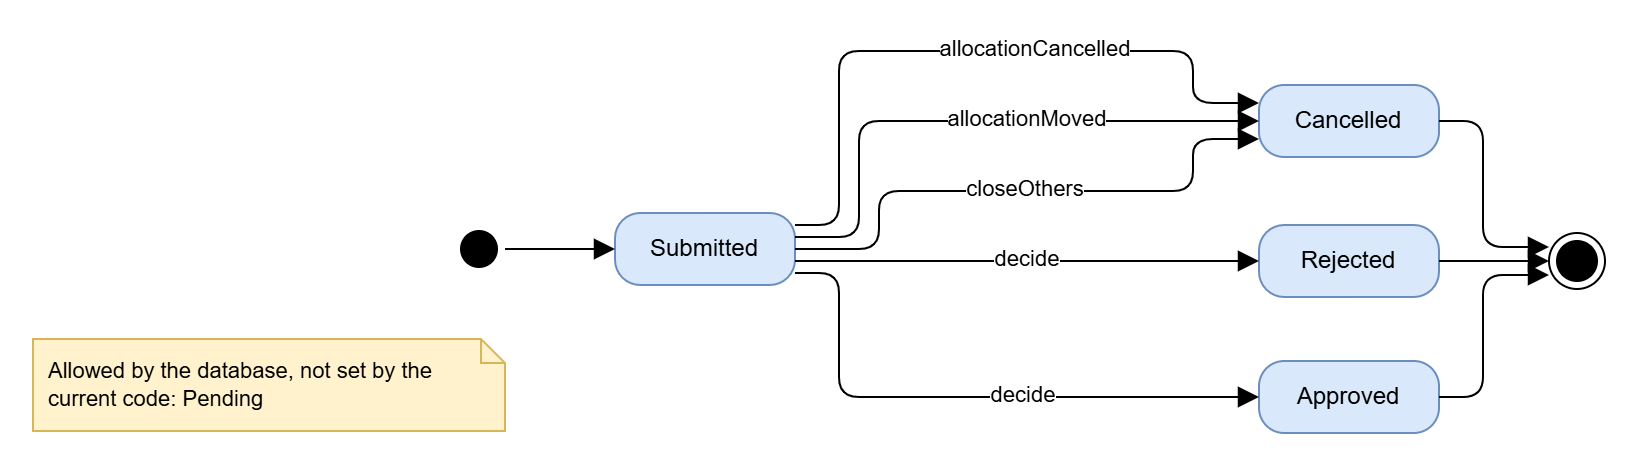 allocationCancelled
allocationMoved
Cancelled
closeOthers
Submitted
decide
Rejected
Allowed by the database, not set by the
current code: Pending
decide
Approved